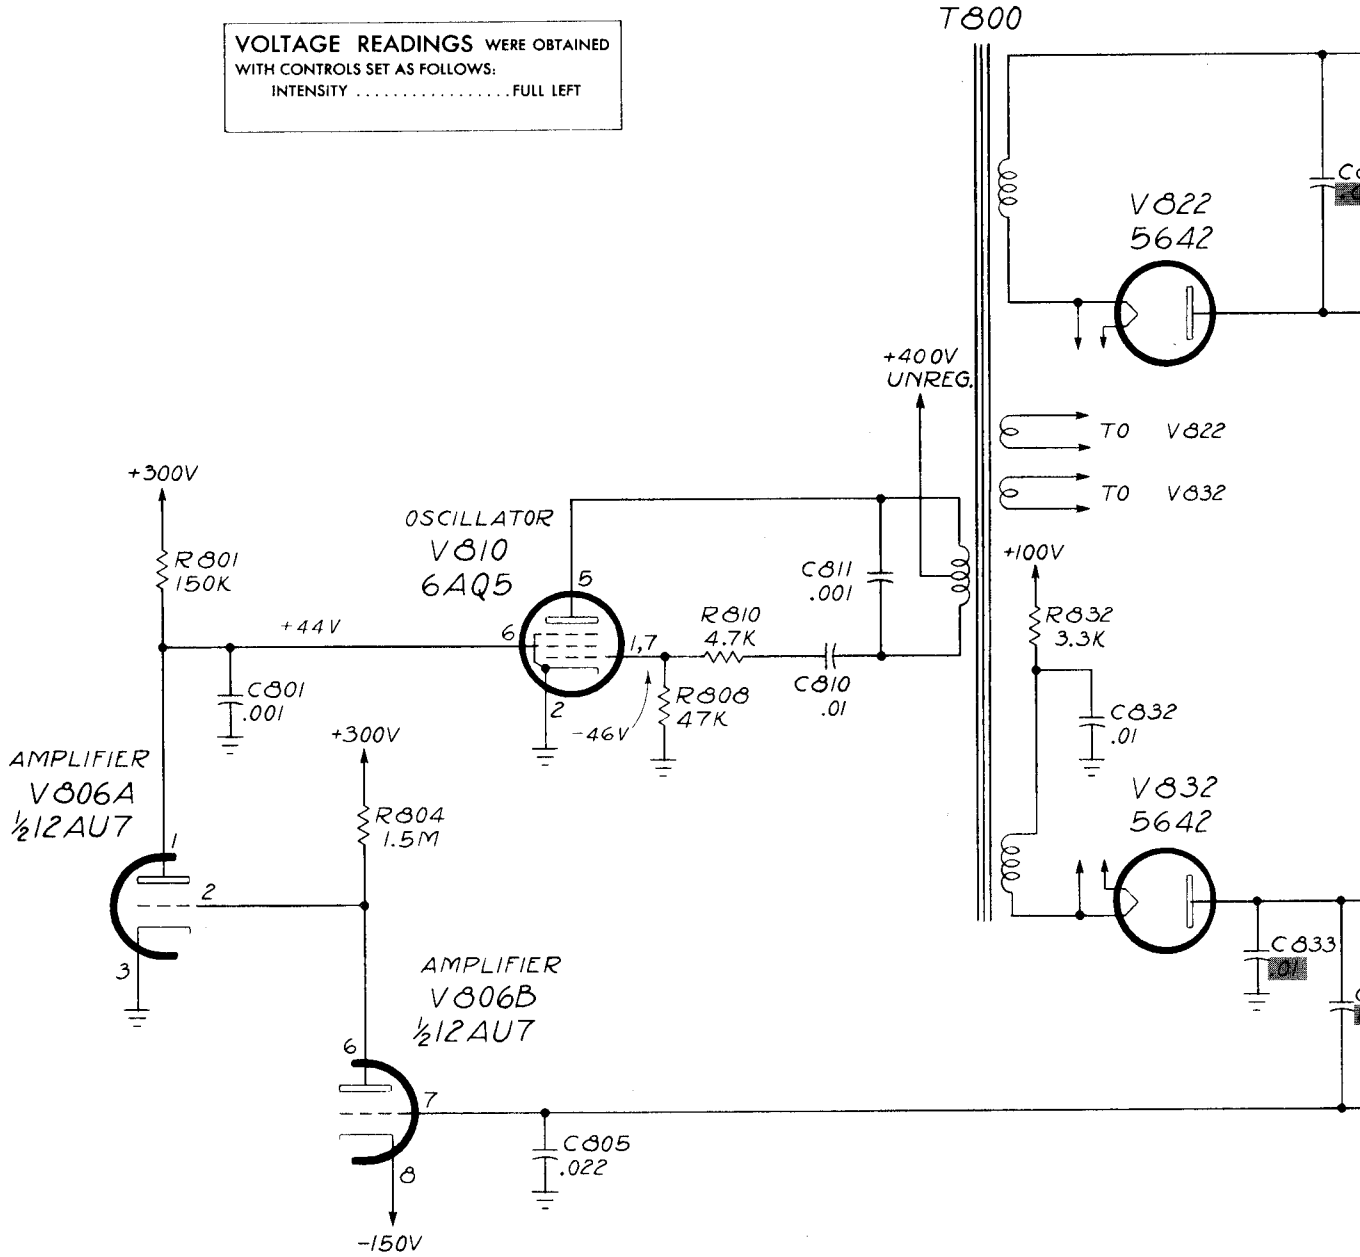 T800
VOLTAGE READINGS WERE OBTAINED
WITH CONTROLS SET AS FOLLOWS:
INTENSITY ................. FULL LEFT
V822
5642
+400V
UNREG.
TO V822
TO V832
+300V
R801
150K
OSCILLATOR
V810
6AQ5
5
6
1,7
2
+44V
C801
.001
-46V
R810
4.7K
R808
47K
C810
.01
C811
.001
+100V
R832
3.3K
C832
.01
V832
5642
C833
.01
+300V
R804
1.5M
AMPLIFIER
V806A
½12AU7
1
2
3
AMPLIFIER
V806B
½12AU7
6
7
8
C805
.022
-150V